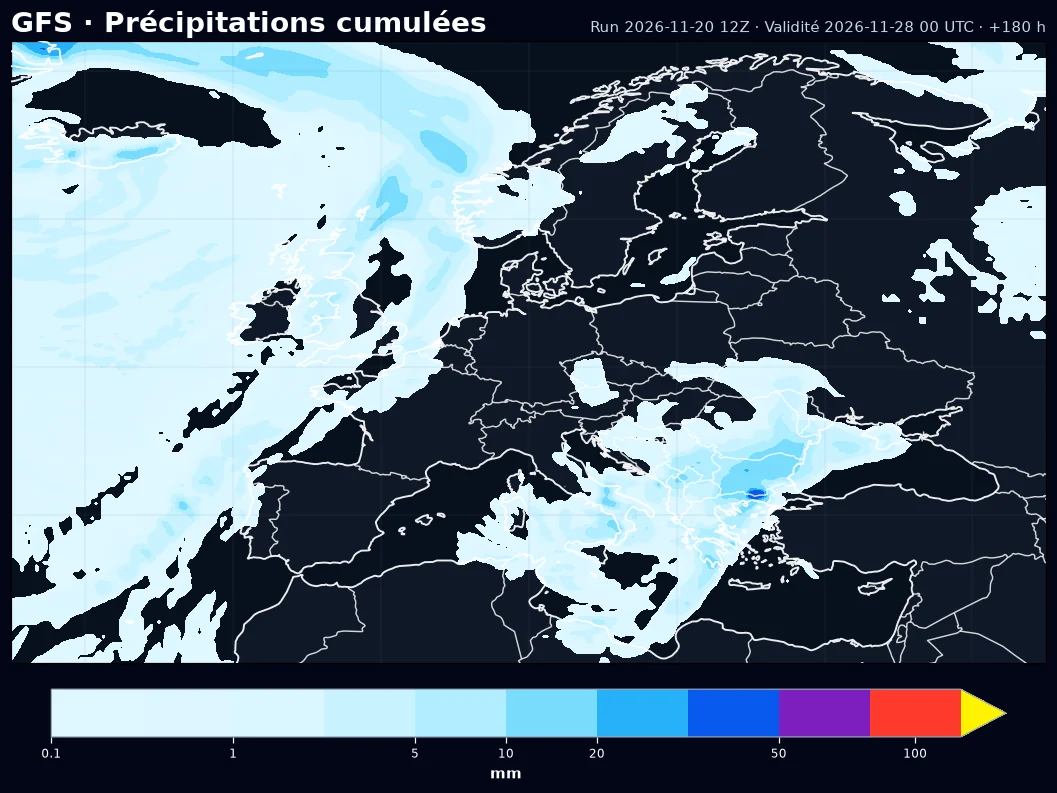 GFS · Précipitations cumulées
Run 2026-11-20 12Z · Validité 2026-11-28 00 UTC · +180 h
0.1 1 5 10 20 50 100
mm